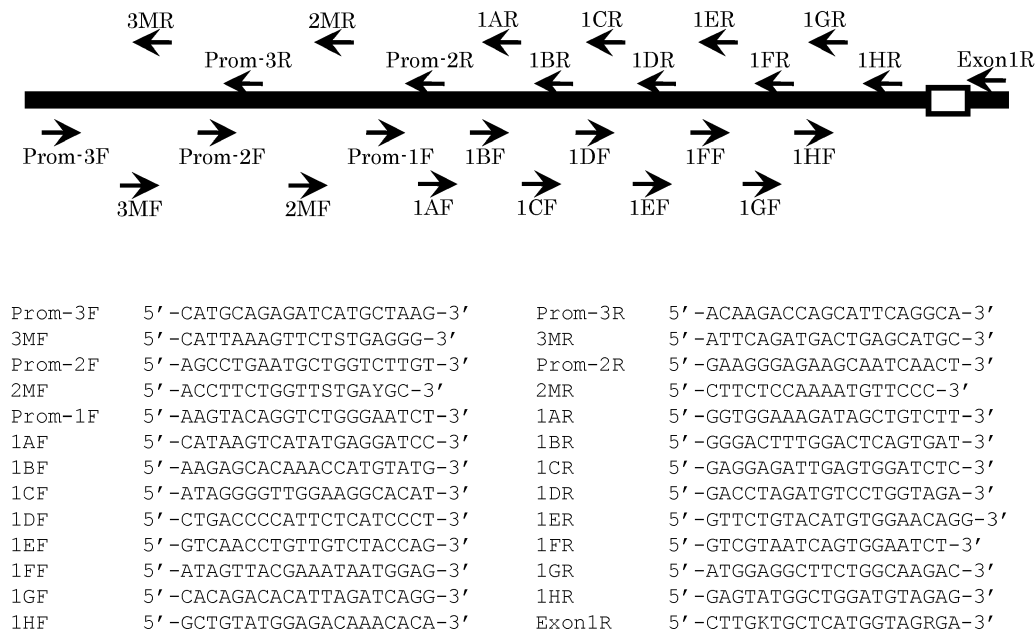 3MR 2MR 1AR 1CR 1ER 1GR
Prom-3R Prom-2R 1BR 1DR 1FR 1HR Exon1R
Prom-3F Prom-2F Prom-1F 1BF 1DF 1FF 1HF
3MF 2MF 1AF 1CF 1EF 1GF
Prom-3F 5′-CATGCAGAGATCATGCTAAG-3′ Prom-3R 5′-ACAAGACCAGCATTCAGGCA-3′
3MF 5′-CATTAAAGTTCTSTGAGGG-3′ 3MR 5′-ATTCAGATGACTGAGCATGC-3′
Prom-2F 5′-AGCCTGAATGCTGGTCTTGT-3′ Prom-2R 5′-GAAGGGAGAAGCAATCAACT-3′
2MF 5′-ACCTTCTGGTTSTGAYGC-3′ 2MR 5′-CTTCTCCAAAATGTTCCC-3′
Prom-1F 5′-AAGTACAGGTCTGGGAATCT-3′ 1AR 5′-GGTGGAAAGATAGCTGTCTT-3′
1AF 5′-CATAAGTCATATGAGGATCC-3′ 1BR 5′-GGGACTTTGGACTCAGTGAT-3′
1BF 5′-AAGAGCACAAACCATGTATG-3′ 1CR 5′-GAGGAGATTGAGTGGATCTC-3′
1CF 5′-ATAGGGGTTGGAAGGCACAT-3′ 1DR 5′-GACCTAGATGTCCTGGTAGA-3′
1DF 5′-CTGACCCCATTCTCATCCCT-3′ 1ER 5′-GTTCTGTACATGTGGAACAGG-3′
1EF 5′-GTCAACCTGTTGTCTACCAG-3′ 1FR 5′-GTCGTAATCAGTGGAATCT-3′
1FF 5′-ATAGTTACGAAATAATGGAG-3′ 1GR 5′-ATGGAGGCTTCTGGCAAGAC-3′
1GF 5′-CACAGACACATTAGATCAGG-3′ 1HR 5′-GAGTATGGCTGGATGTAGAG-3′
1HF 5′-GCTGTATGGAGACAAACACA-3′ Exon1R 5′-CTTGKTGCTCATGGTAGRGA-3′